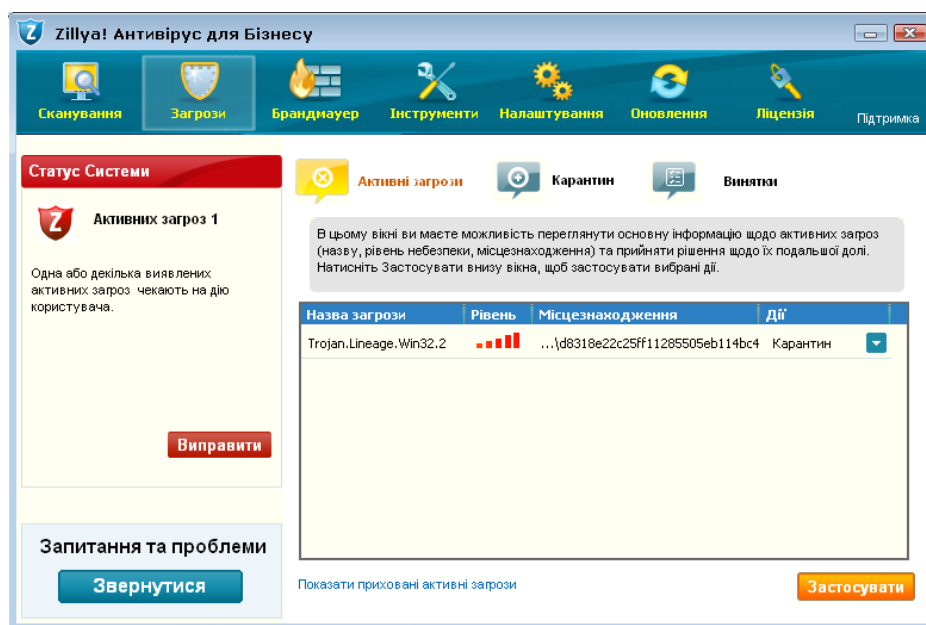 Zillya! Антивірус для Бізнесу
Сканування
Загрози
Брандмауер
Інструменти
Налаштування
Оновлення
Ліцензія
Підтримка
Статус Системи
Активних загроз 1
Одна або декілька виявлених
активних загроз чекають на дію
користувача.
Виправити
Запитання та проблеми
Звернутися
Активні загрози
Карантин
Винятки
В цьому вікні ви маєте можливість переглянути основну інформацію щодо активних загроз
(назву, рівень небезпеки, місцезнаходження) та прийняти рішення щодо їх подальшої долі.
Натисніть Застосувати внизу вікна, щоб застосувати вибрані дії.
Назва загрози Рівень Місцезнаходження Дії
Trojan.Lineage.Win32.2 ...\d8318e22c25ff11285505eb114bc4 Карантин
Показати приховані активні загрози
Застосувати